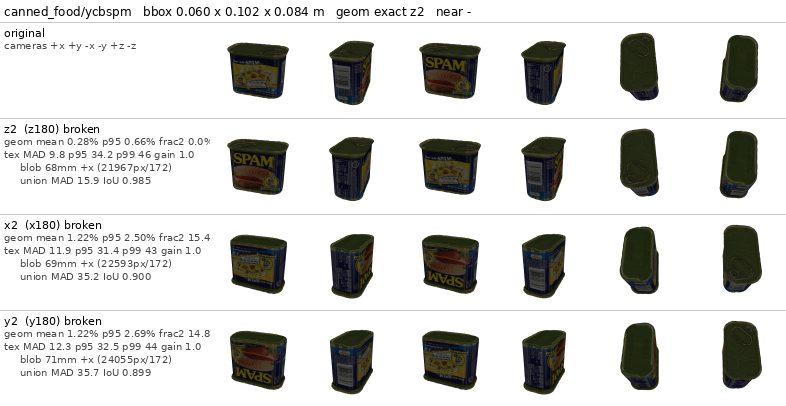 canned_food/ycbspm   bbox 0.060 x 0.102 x 0.084 m   geom exact z2   near -
original
cameras +x +y -x -y +z -z
SPAM
z2  (z180) broken
geom mean 0.28% p95 0.66% frac2 0.0%
tex MAD 9.8 p95 34.2 p99 46 gain 1.0
blob 68mm +x (21967px/172)
union MAD 15.9 IoU 0.985
SPAM
x2  (x180) broken
geom mean 1.22% p95 2.50% frac2 15.4
tex MAD 11.9 p95 31.4 p99 43 gain 1.0
blob 69mm +x (22593px/172)
union MAD 35.2 IoU 0.900
SPAM
y2  (y180) broken
geom mean 1.22% p95 2.69% frac2 14.8
tex MAD 12.3 p95 32.5 p99 44 gain 1.0
blob 71mm +x (24055px/172)
union MAD 35.7 IoU 0.899
SPAM